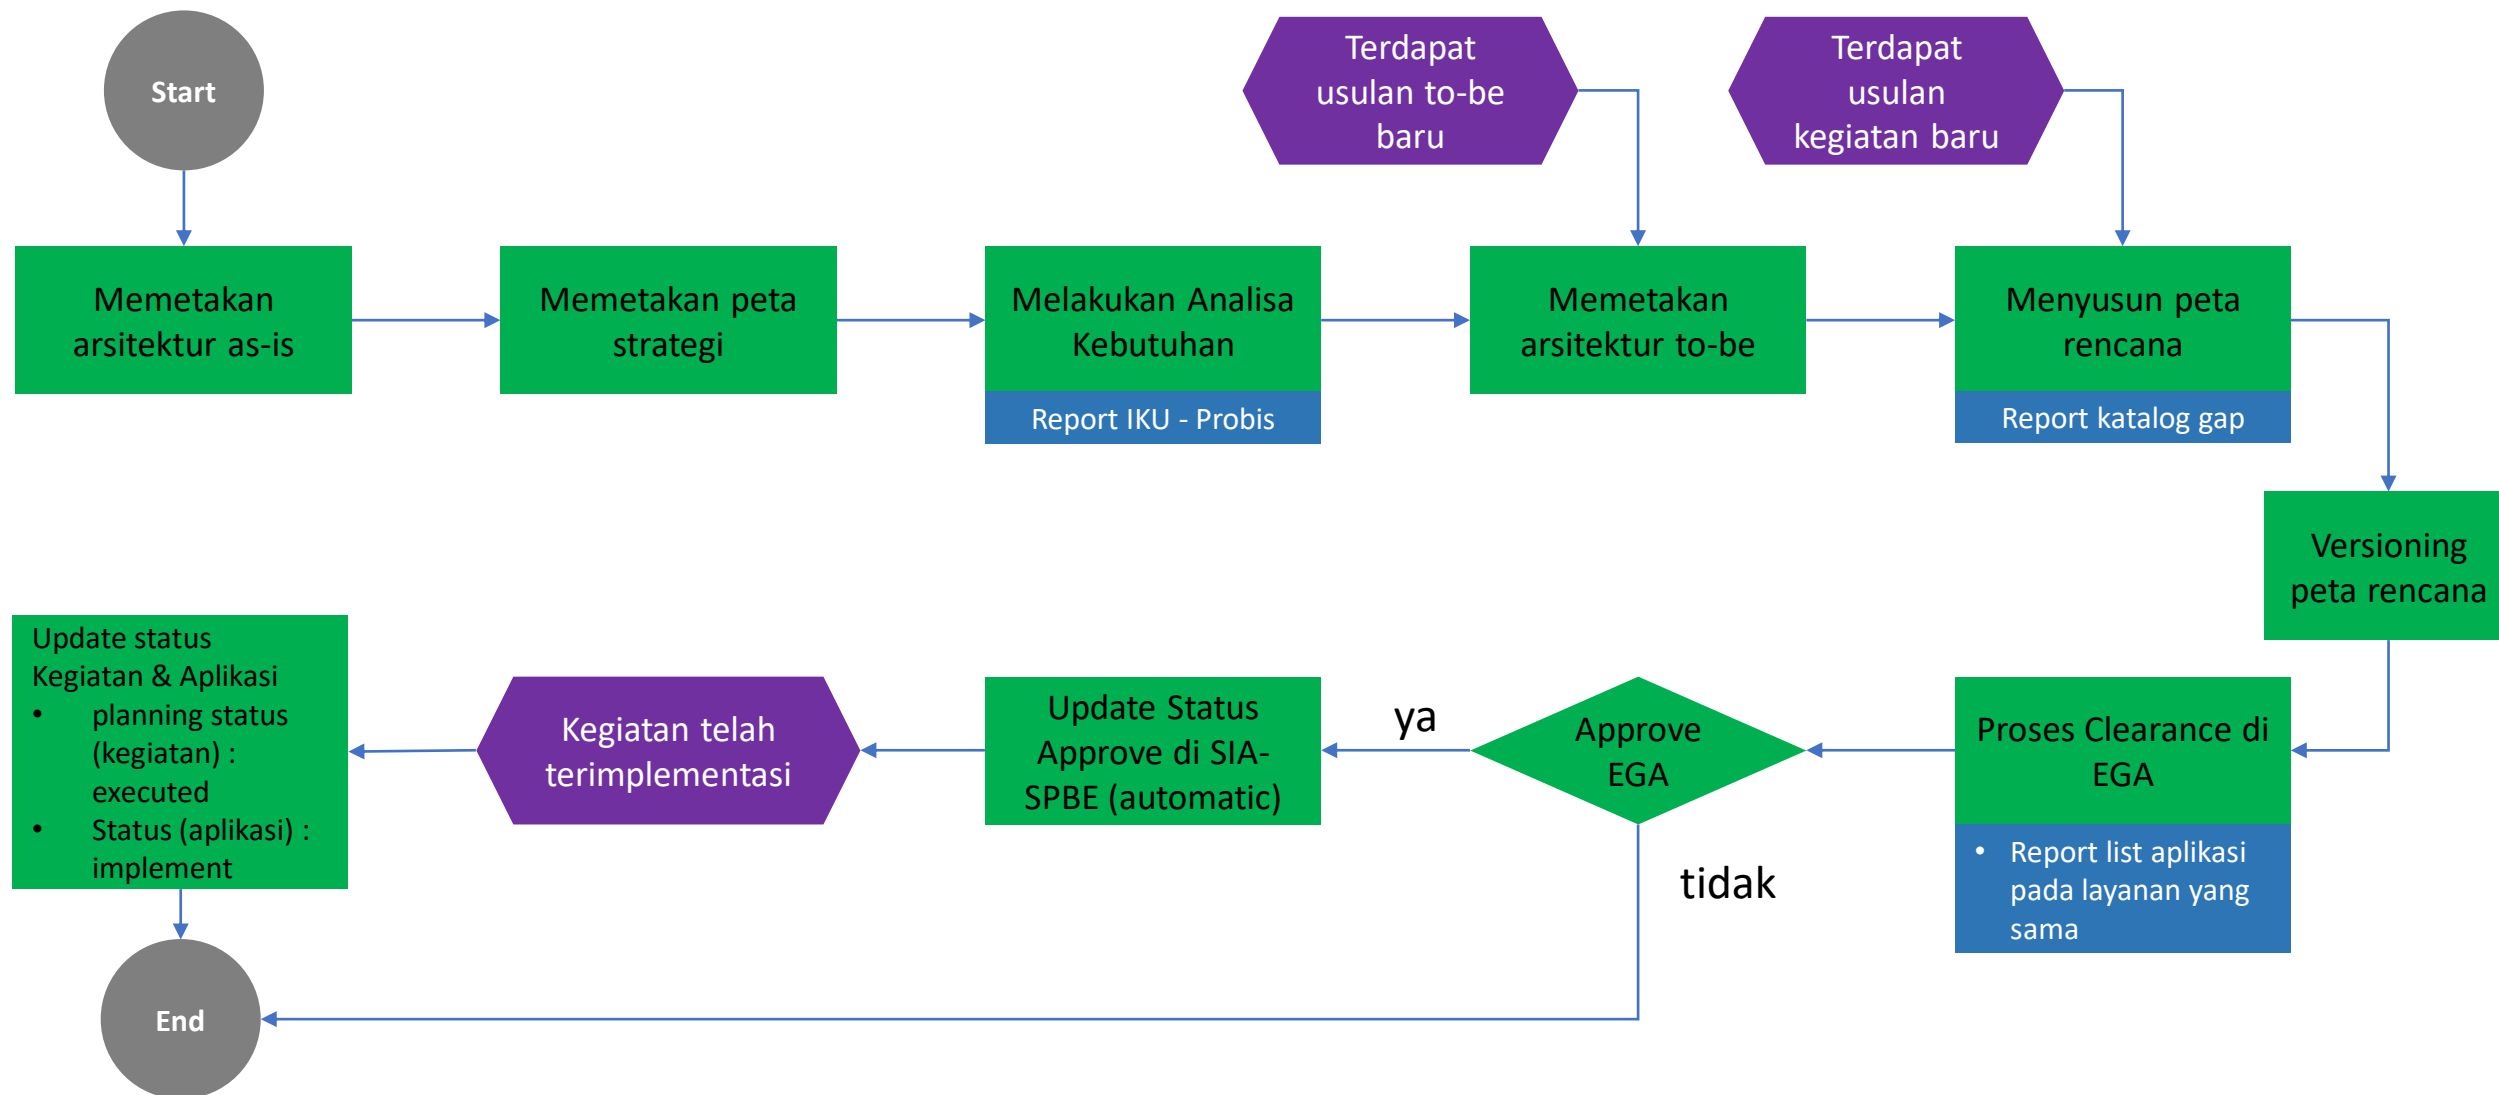 Start
Terdapat
usulan to-be
baru
Terdapat
usulan
kegiatan baru
Memetakan
arsitektur as-is
Memetakan peta
strategi
Melakukan Analisa
Kebutuhan
Report IKU - Probis
Memetakan
arsitektur to-be
Menyusun peta
rencana
Report katalog gap
Versioning
peta rencana
Proses Clearance di
EGA
• Report list aplikasi
pada layanan yang
sama
Approve
EGA
ya
tidak
Update Status
Approve di SIA-
SPBE (automatic)
Kegiatan telah
terimplementasi
Update status
Kegiatan & Aplikasi
• planning status
(kegiatan) :
executed
• Status (aplikasi) :
implement
End